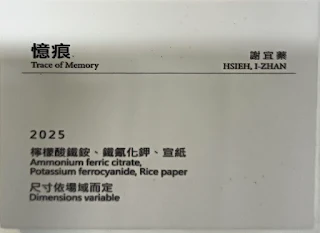 憶痕 謝宜蓁
Trace of Memory HSIEH, I-ZHAN
2025
檸檬酸鐵銨、鐵氰化鉀、宣紙
Ammonium ferric citrate,
Potassium ferrocyanide, Rice paper
尺寸依場域而定
Dimensions variable